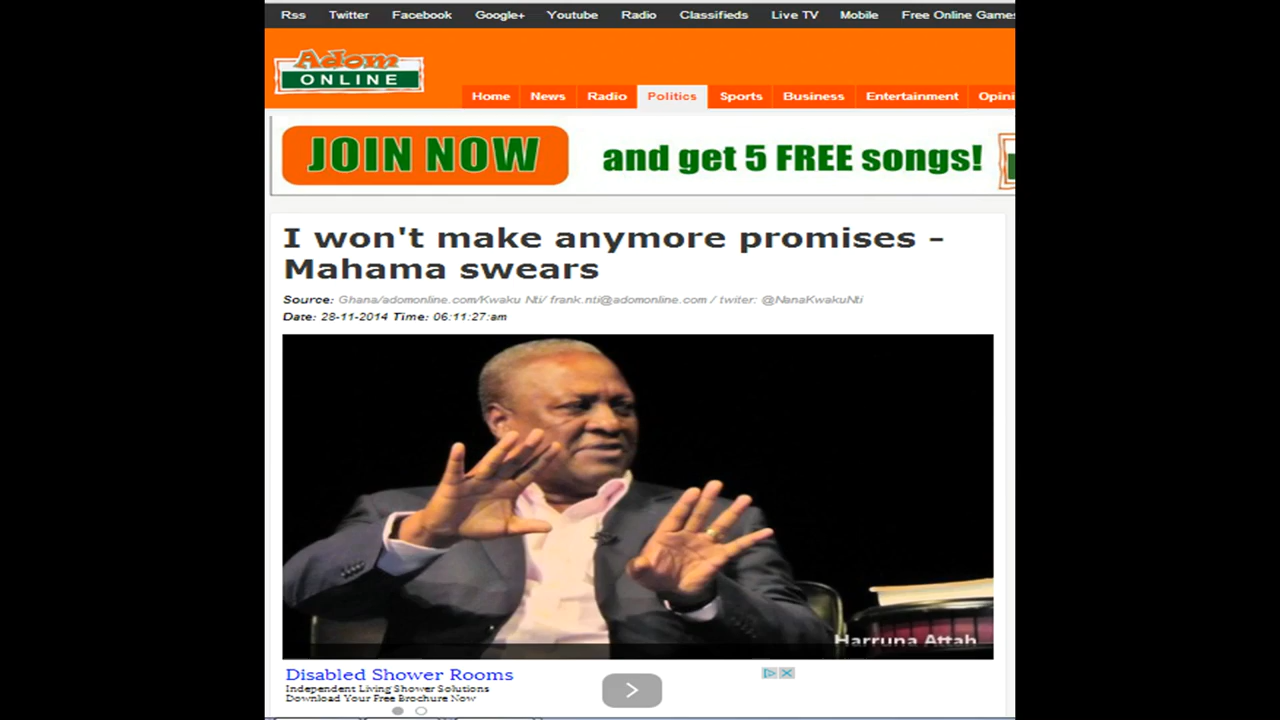 Rss Twitter Facebook Google+ Youtube Radio Classifieds Live TV Mobile Free Online Games
Adom
ONLINE
Home News Radio Politics Sports Business Entertainment Opini
JOIN NOW and get 5 FREE songs!
I won't make anymore promises -
Mahama swears
Source: Ghana/adomonline.com/Kwaku Nti/ frank.nti@adomonline.com / twiter: @NanaKwakuNti
Date: 28-11-2014 Time: 06:11:27:am
Harruna Attah
Disabled Shower Rooms
Independent Living Shower Solutions
Download Your Free Brochure Now